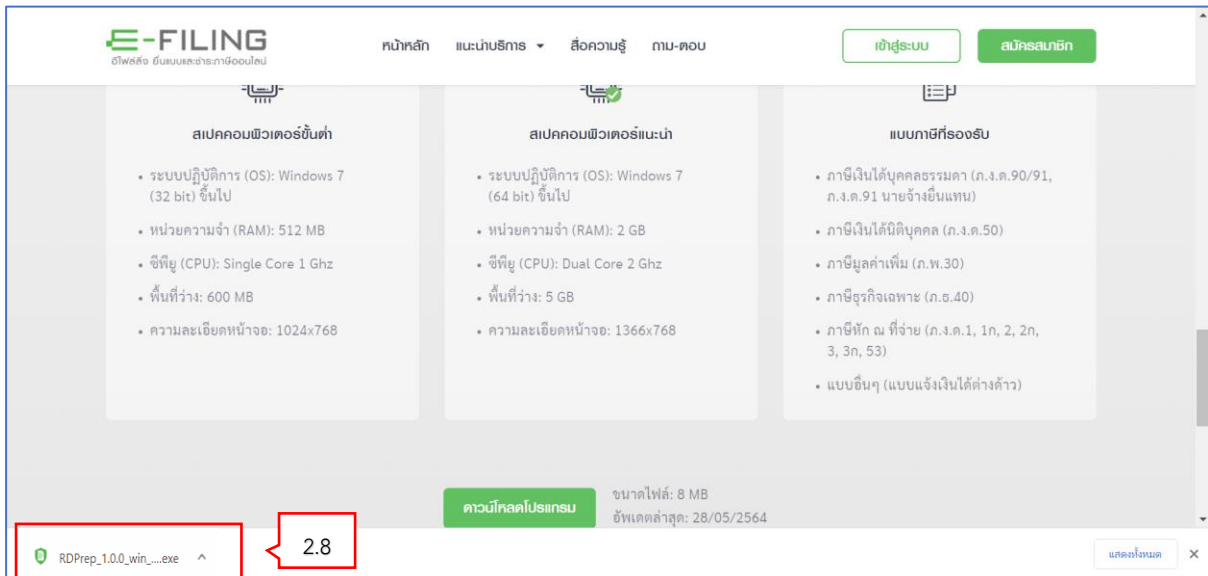 E-FILING
อีไฟล์ลิ่ง ยื่นแบบและชำระภาษีออนไลน์
หน้าหลัก แนะนำบริการ สื่อความรู้ ถาม-ตอบ
เข้าสู่ระบบ
สมัครสมาชิก
สเปคคอมพิวเตอร์ขั้นต่ำ
• ระบบปฏิบัติการ (OS): Windows 7
(32 bit) ขึ้นไป
• หน่วยความจำ (RAM): 512 MB
• ซีพียู (CPU): Single Core 1 Ghz
• พื้นที่ว่าง: 600 MB
• ความละเอียดหน้าจอ: 1024x768
สเปคคอมพิวเตอร์แนะนำ
• ระบบปฏิบัติการ (OS): Windows 7
(64 bit) ขึ้นไป
• หน่วยความจำ (RAM): 2 GB
• ซีพียู (CPU): Dual Core 2 Ghz
• พื้นที่ว่าง: 5 GB
• ความละเอียดหน้าจอ: 1366x768
แบบภาษีที่รองรับ
• ภาษีเงินได้บุคคลธรรมดา (ภ.ง.ด.90/91,
ภ.ง.ด.91 นายจ้างยื่นแทน)
• ภาษีเงินได้นิติบุคคล (ภ.ง.ด.50)
• ภาษีมูลค่าเพิ่ม (ภ.พ.30)
• ภาษีธุรกิจเฉพาะ (ภ.ธ.40)
• ภาษีหัก ณ ที่จ่าย (ภ.ง.ด.1, 1ก, 2, 2ก,
3, 3ก, 53)
• แบบอื่นๆ (แบบแจ้งเงินได้ต่างด้าว)
ดาวน์โหลดโปรแกรม
ขนาดไฟล์: 8 MB
อัพเดตล่าสุด: 28/05/2564
RDPrep_1.0.0_win_....exe
2.8
แสดงทั้งหมด